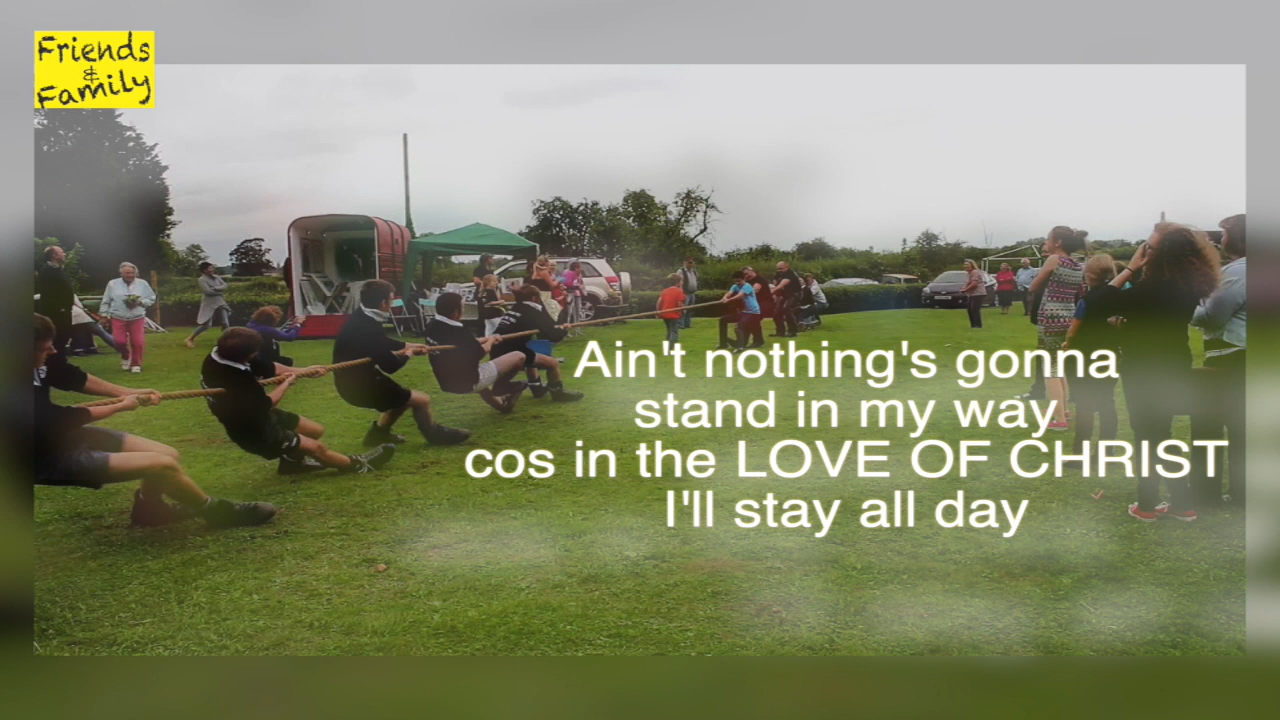 Friends
&
Family
Ain't nothing's gonna
stand in my way
cos in the LOVE OF CHRIST
I'll stay all day